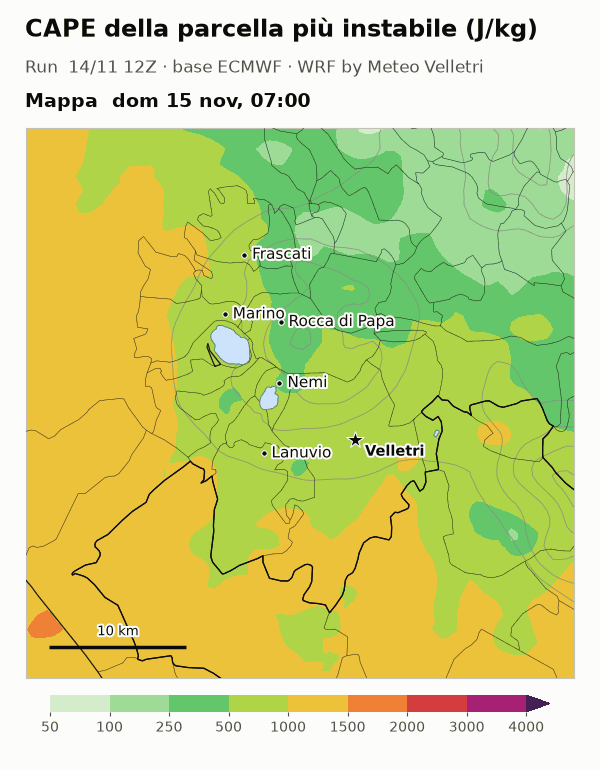 CAPE della parcella più instabile (J/kg)
Run  14/11 12Z · base ECMWF · WRF by Meteo Velletri
Mappa  dom 15 nov, 07:00
Frascati
Marino
Rocca di Papa
Nemi
Velletri
Lanuvio
10 km
50 100 250 500 1000 1500 2000 3000 4000